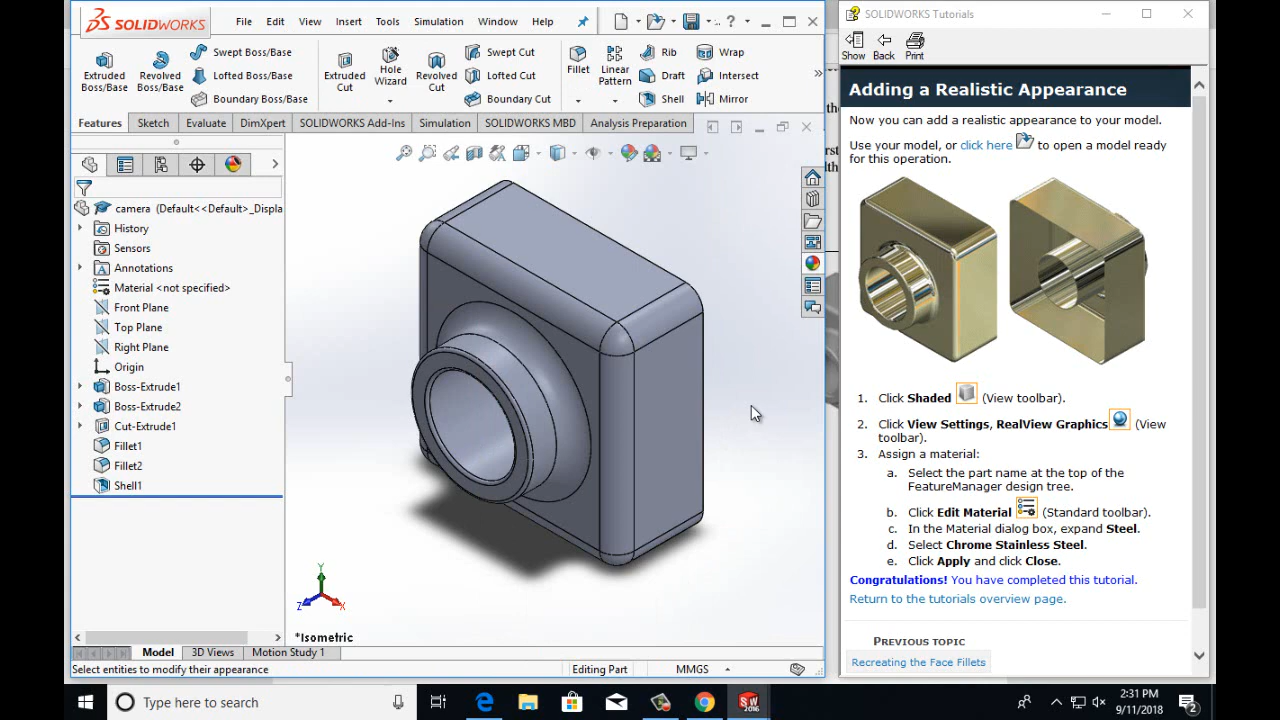 SOLIDWORKS
File Edit View Insert Tools Simulation Window Help
Extruded Boss/Base
Revolved Boss/Base
Swept Boss/Base
Lofted Boss/Base
Boundary Boss/Base
Extruded Cut
Hole Wizard
Revolved Cut
Swept Cut
Lofted Cut
Boundary Cut
Fillet
Linear Pattern
Rib
Draft
Shell
Wrap
Intersect
Mirror
Features Sketch Evaluate DimXpert SOLIDWORKS Add-Ins Simulation SOLIDWORKS MBD Analysis Preparation
camera (Default<<Default>_Displa
History
Sensors
Annotations
Material <not specified>
Front Plane
Top Plane
Right Plane
Origin
Boss-Extrude1
Boss-Extrude2
Cut-Extrude1
Fillet1
Fillet2
Shell1
Y
Z
X
*Isometric
Model 3D Views Motion Study 1
Select entities to modify their appearance Editing Part MMGS
SOLIDWORKS Tutorials
Show Back Print
Adding a Realistic Appearance
Now you can add a realistic appearance to your model.
Use your model, or click here to open a model ready
for this operation.
1. Click Shaded (View toolbar).
2. Click View Settings, RealView Graphics (View
toolbar).
3. Assign a material:
a. Select the part name at the top of the
FeatureManager design tree.
b. Click Edit Material (Standard toolbar).
c. In the Material dialog box, expand Steel.
d. Select Chrome Stainless Steel.
e. Click Apply and click Close.
Congratulations! You have completed this tutorial.
Return to the tutorials overview page.
PREVIOUS TOPIC
Recreating the Face Fillets
Type here to search
SW
2016
2:31 PM
9/11/2018
2